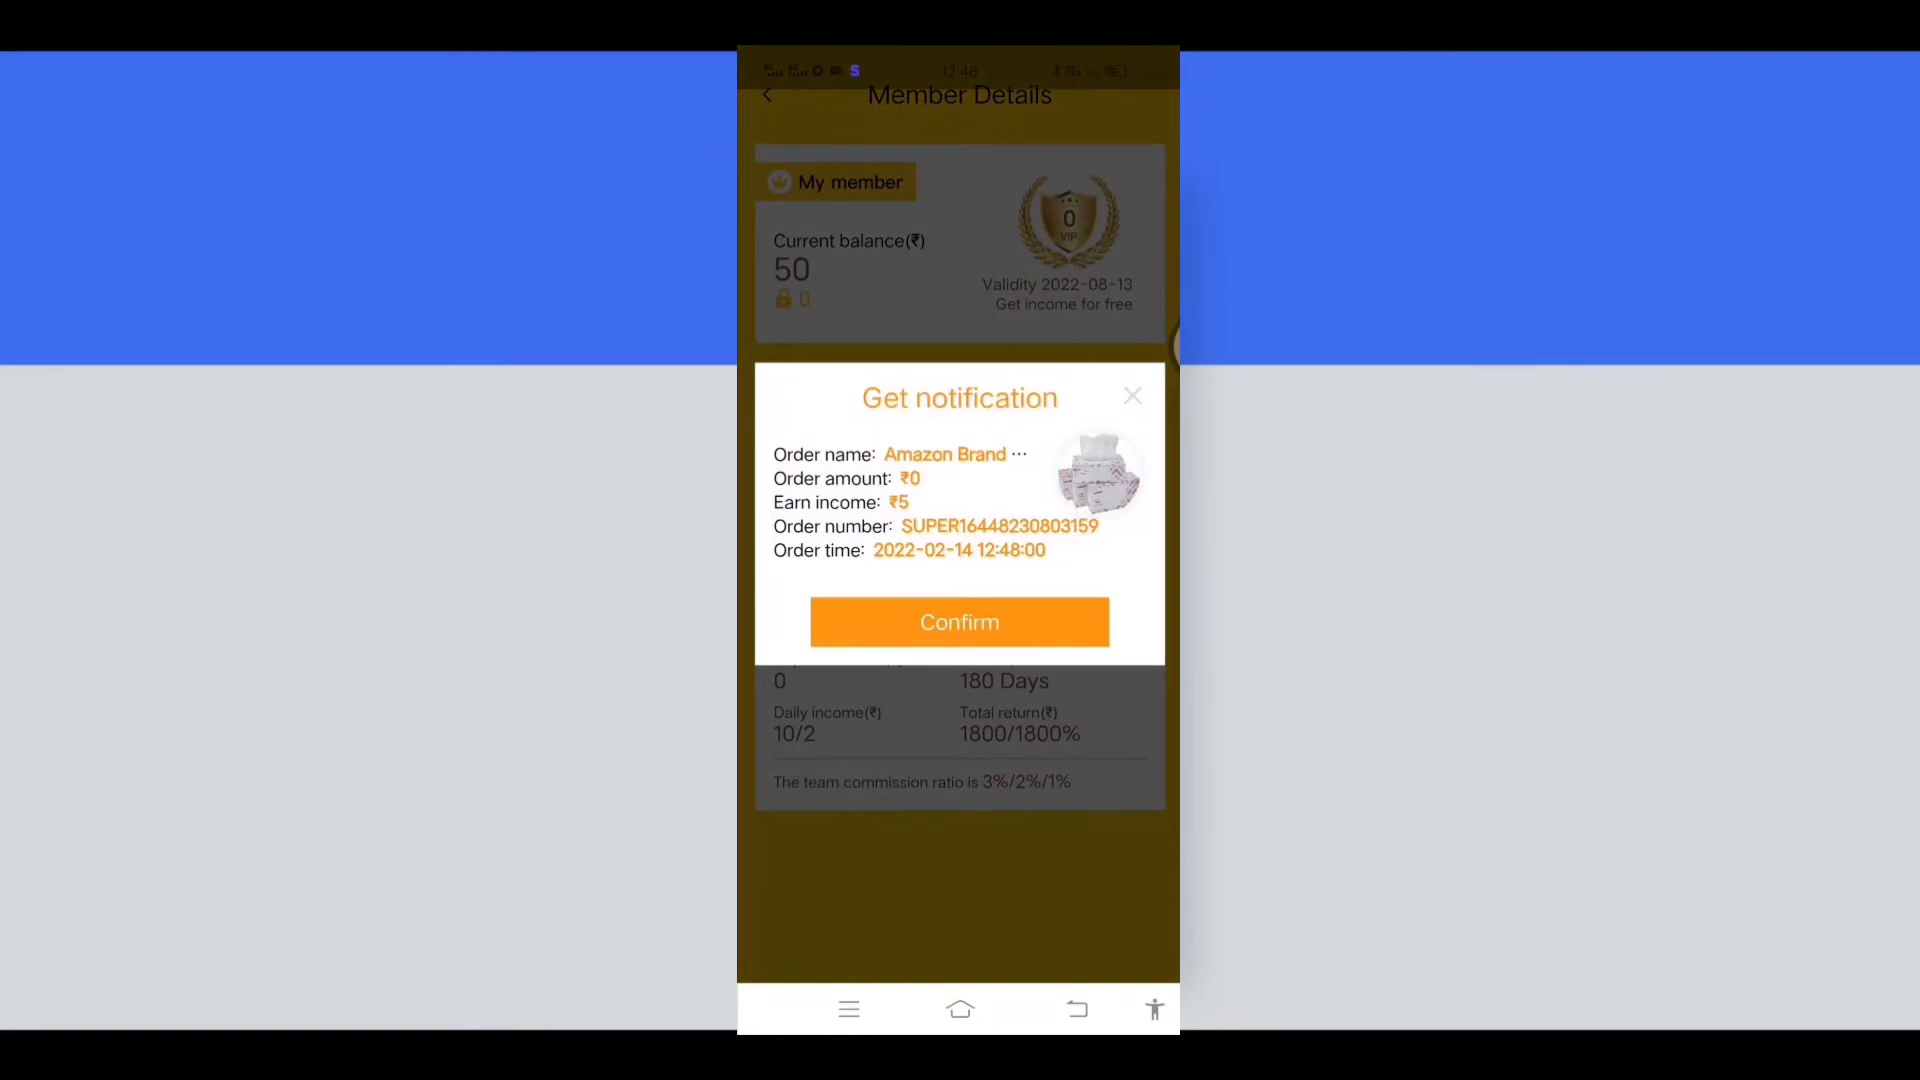 12:48
Member Details
My member
0
VIP
Current balance(₹)
50
0
Validity 2022-08-13
Get income for free
Get notification
Order name: Amazon Brand ···
Order amount: ₹0
Earn income: ₹5
Order number: SUPER16448230803159
Order time: 2022-02-14 12:48:00
Confirm
0
180 Days
Daily income(₹)
Total return(₹)
10/2
1800/1800%
The team commission ratio is 3%/2%/1%